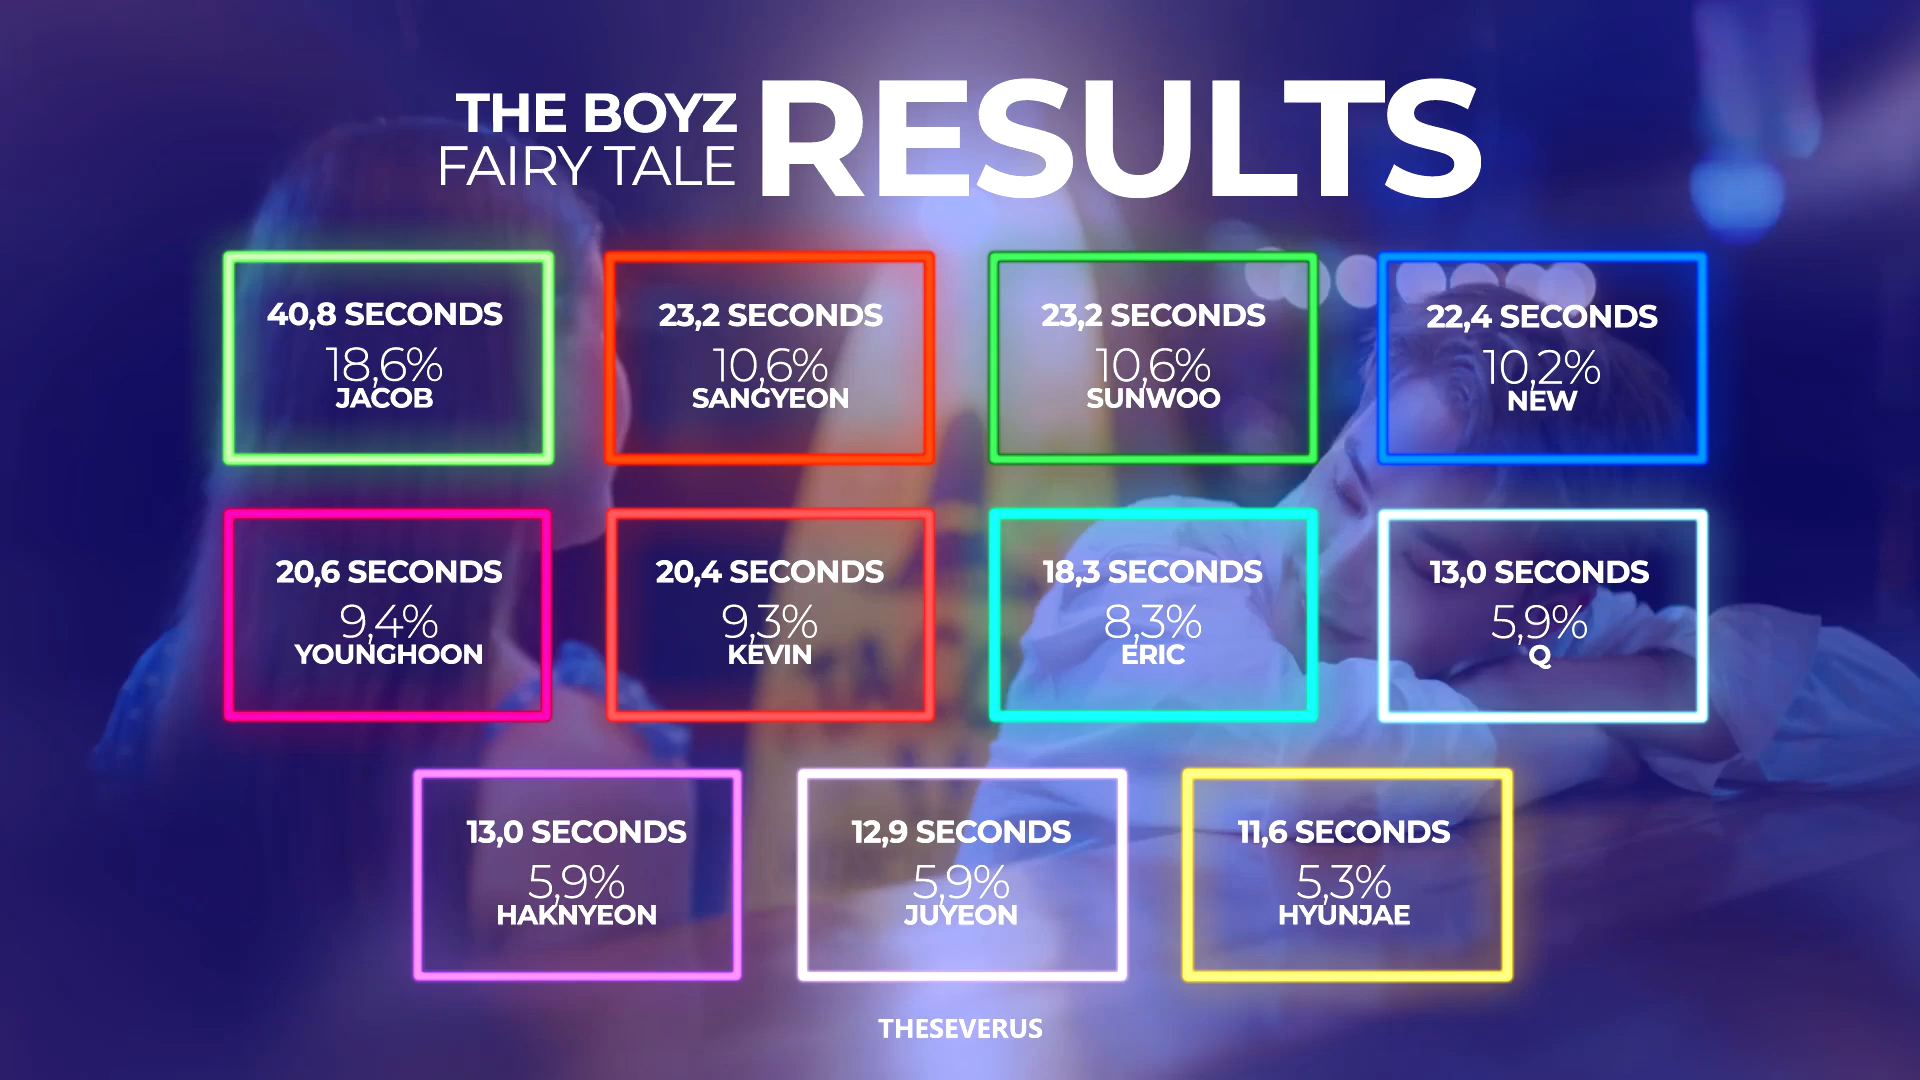 THE BOYZ
FAIRY TALE
RESULTS
40,8 SECONDS
18,6%
JACOB
23,2 SECONDS
10,6%
SANGYEON
23,2 SECONDS
10,6%
SUNWOO
22,4 SECONDS
10,2%
NEW
20,6 SECONDS
9,4%
YOUNGHOON
20,4 SECONDS
9,3%
KEVIN
18,3 SECONDS
8,3%
ERIC
13,0 SECONDS
5,9%
Q
13,0 SECONDS
5,9%
HAKNYEON
12,9 SECONDS
5,9%
JUYEON
11,6 SECONDS
5,3%
HYUNJAE
THESEVERUS